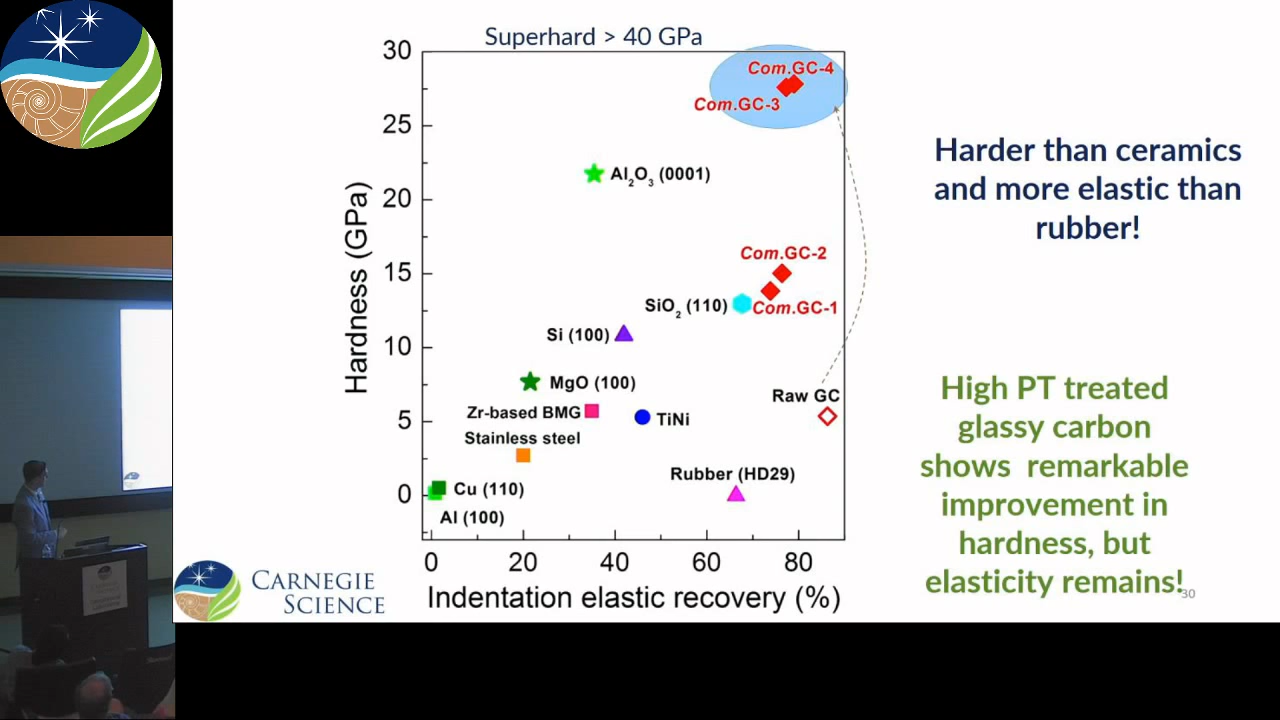 Superhard > 40 GPa
30
25
20
15
10
5
0
Hardness (GPa)
Com.GC-4
Com.GC-3
Al2O3 (0001)
Com.GC-2
SiO2 (110)
Com.GC-1
Si (100)
MgO (100)
Raw GC
Zr-based BMG
TiNi
Stainless steel
Rubber (HD29)
Cu (110)
Al (100)
0 20 40 60 80
Indentation elastic recovery (%)
Harder than ceramics
and more elastic than
rubber!
High PT treated
glassy carbon
shows remarkable
improvement in
hardness, but
elasticity remains!
30
CARNEGIE
SCIENCE